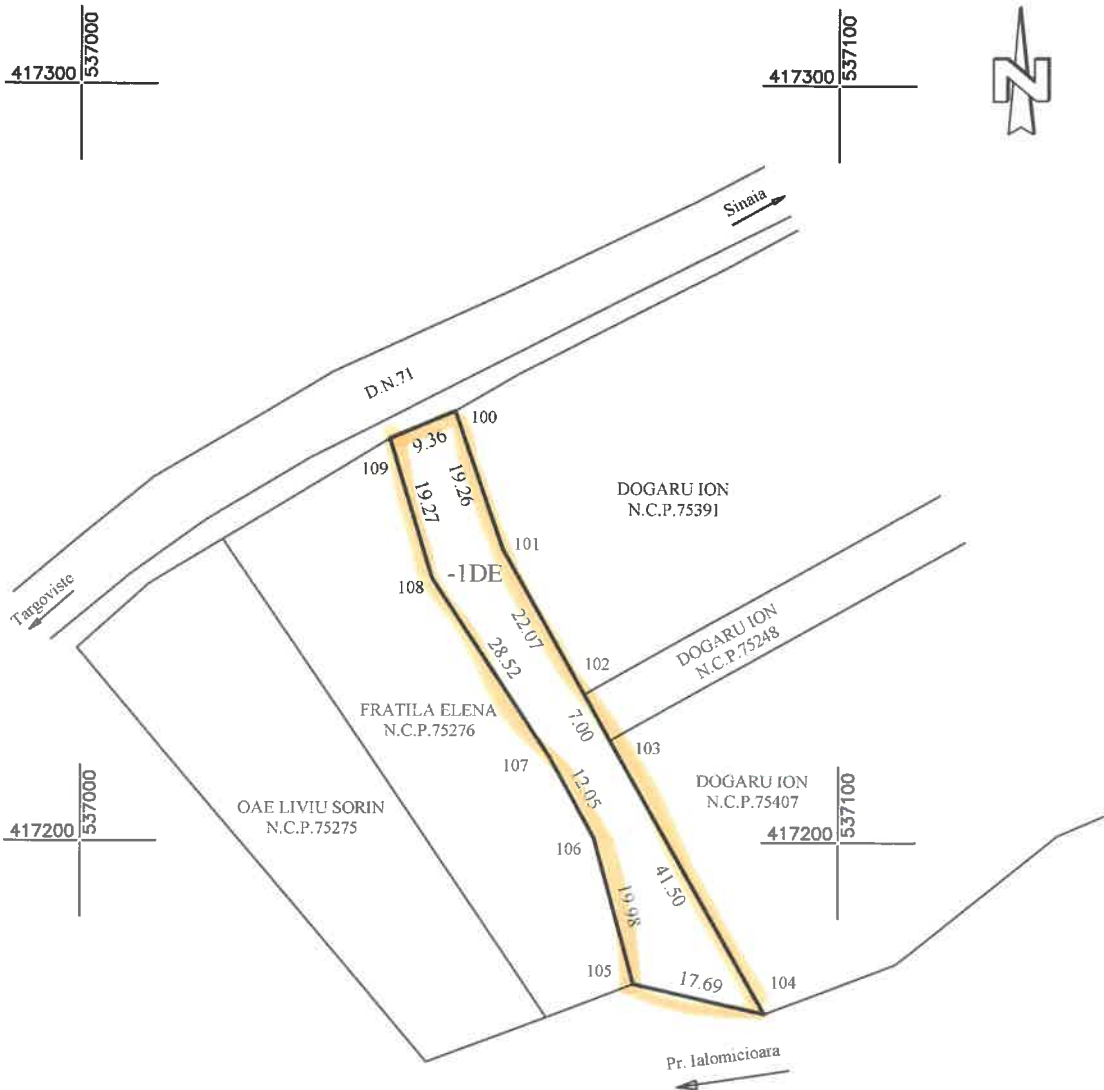 537000
417300
537100
417300
N
Sinaia
D.N.71
100
9.36
109
19.26
19.27
DOGARU ION
N.C.P.75391
101
-1DE
108
Targoviste
22.07
28.52
102
DOGARU ION
N.C.P.75248
FRATILA ELENA
N.C.P.75276
7.00
103
107
12.05
DOGARU ION
N.C.P.75407
537000
417200
537100
417200
OAE LIVIU SORIN
N.C.P.75275
106
41.50
19.98
105
17.69
104
Pr. Ialomicioara